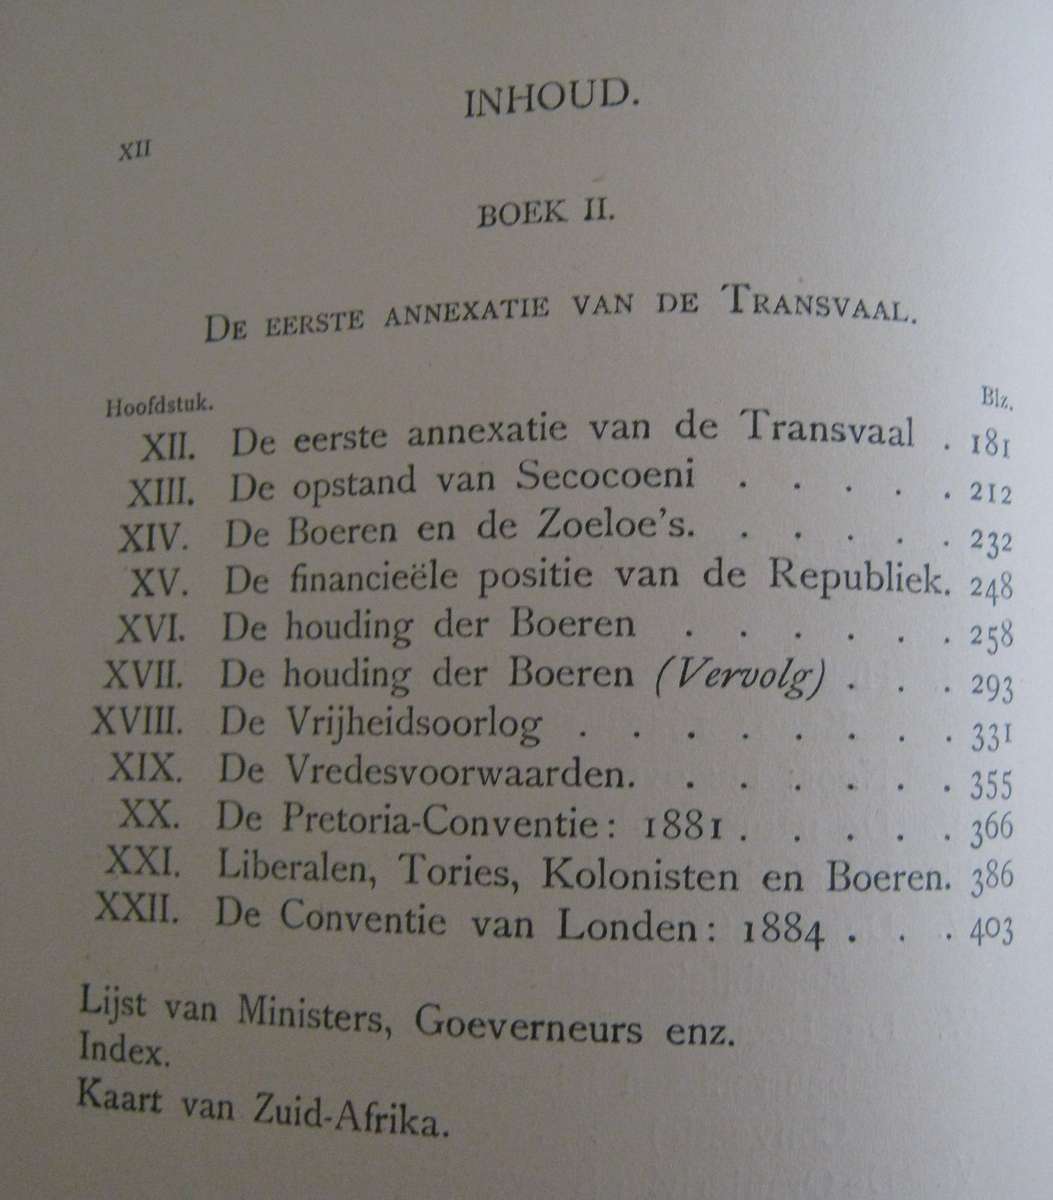 INHOUD.
XII
BOEK II.
DE EERSTE ANNEXATIE VAN DE TRANSVAAL.
Hoofdstuk. Blz.
XII. De eerste annexatie van de Transvaal . 181
XIII. De opstand van Secocoeni . . . . . 212
XIV. De Boeren en de Zoeloe's. . . . . . 232
XV. De financieële positie van de Republiek. 248
XVI. De houding der Boeren . . . . . . 258
XVII. De houding der Boeren (Vervolg) . . . 293
XVIII. De Vrijheidsoorlog . . . . . . . . 331
XIX. De Vredesvoorwaarden. . . . . . . 355
XX. De Pretoria-Conventie: 1881 . . . . . 366
XXI. Liberalen, Tories, Kolonisten en Boeren. 386
XXII. De Conventie van Londen: 1884 . . . 403
Lijst van Ministers, Goeverneurs enz.
Index.
Kaart van Zuid-Afrika.